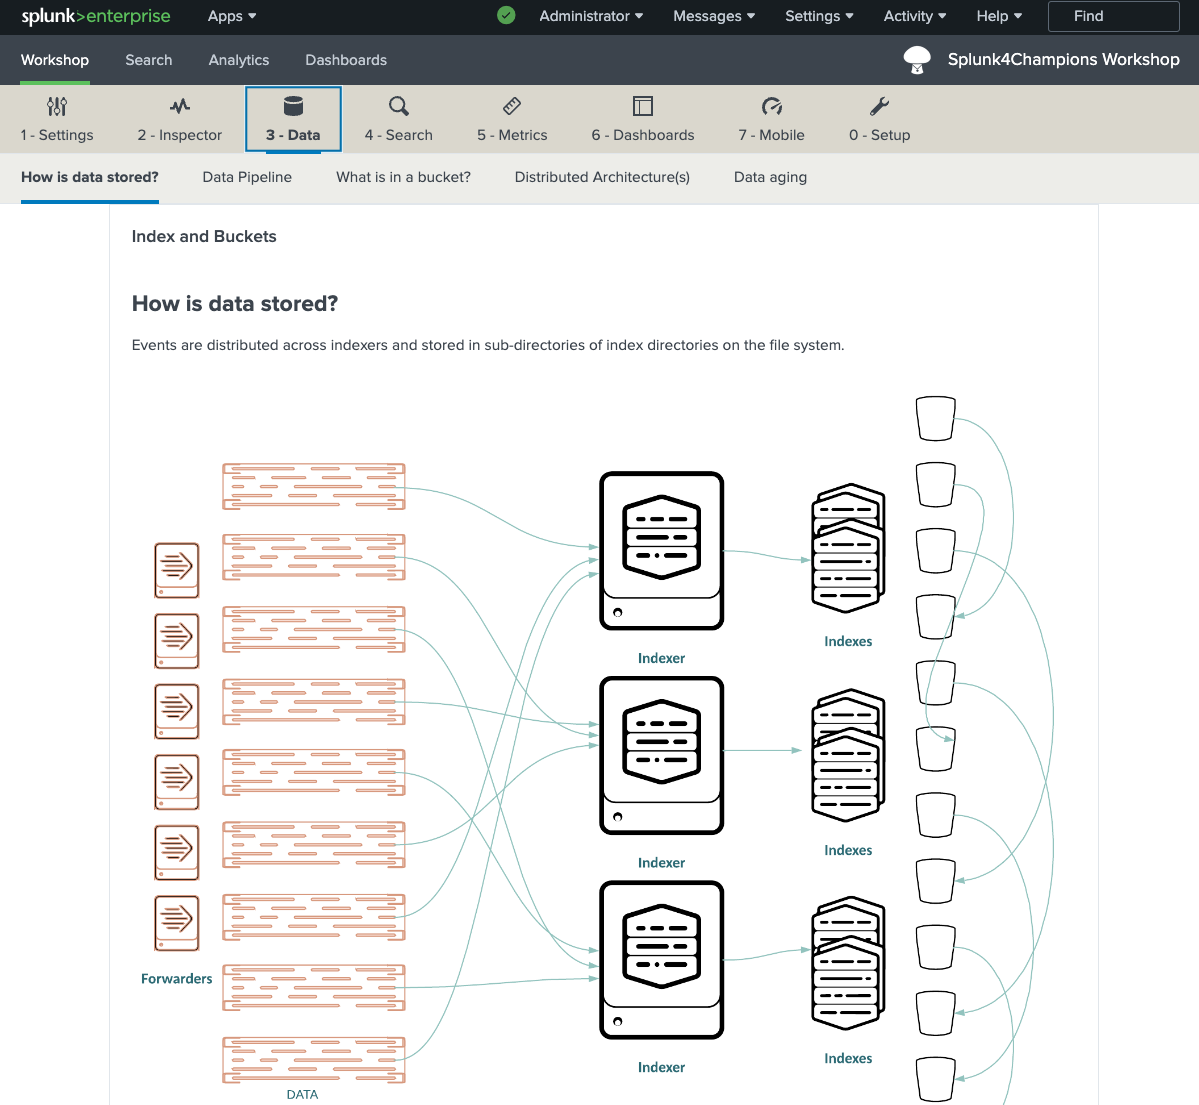 splunk>enterprise Apps Administrator Messages Settings Activity Help Find
Workshop Search Analytics Dashboards Splunk4Champions Workshop
1 - Settings 2 - Inspector 3 - Data 4 - Search 5 - Metrics 6 - Dashboards 7 - Mobile 0 - Setup
How is data stored? Data Pipeline What is in a bucket? Distributed Architecture(s) Data aging
Index and Buckets
How is data stored?
Events are distributed across indexers and stored in sub-directories of index directories on the file system.
Indexes
Indexer
Indexes
Indexer
Forwarders
Indexes
Indexer
DATA